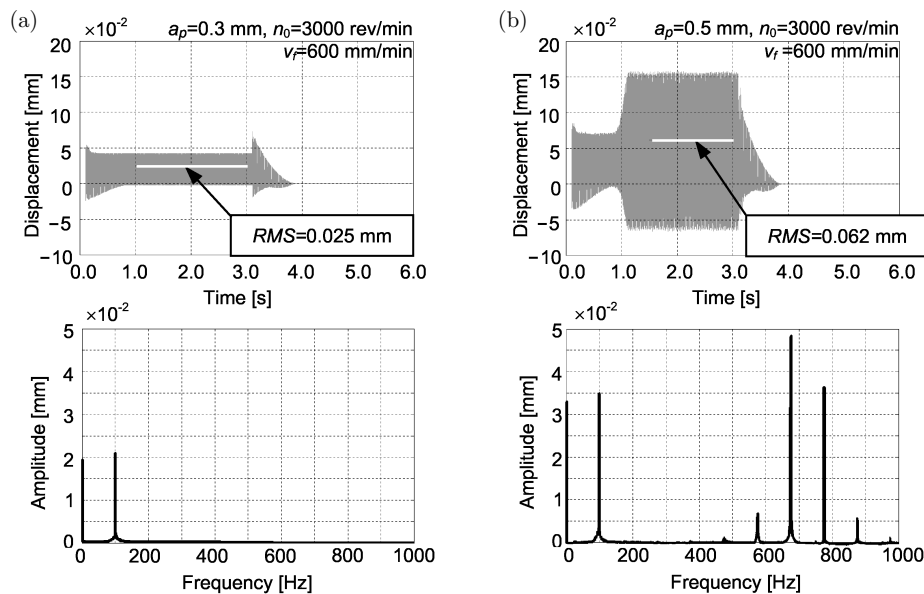 (a)
×10⁻²
aₚ=0.3 mm, n₀=3000 rev/min
v_f=600 mm/min
Displacement [mm]
20
15
10
5
0
−5
−10
RMS=0.025 mm
0.0 1.0 2.0 3.0 4.0 5.0 6.0
Time [s]
×10⁻²
Amplitude [mm]
5
4
3
2
1
0
0 200 400 600 800 1000
Frequency [Hz]
(b)
×10⁻²
aₚ=0.5 mm, n₀=3000 rev/min
v_f =600 mm/min
Displacement [mm]
20
15
10
5
0
−5
−10
RMS=0.062 mm
0.0 1.0 2.0 3.0 4.0 5.0 6.0
Time [s]
×10⁻²
Amplitude [mm]
5
4
3
2
1
0
0 200 400 600 800 1000
Frequency [Hz]